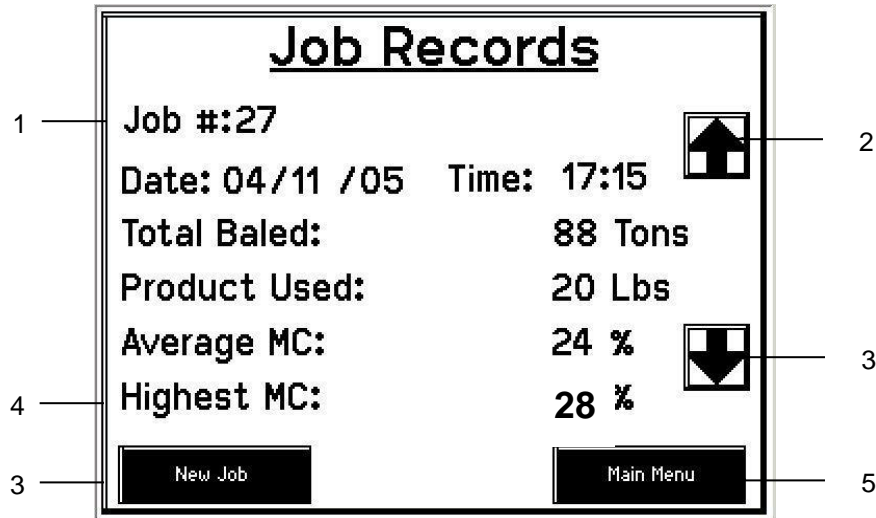 Job Records
1
Job #:27
2
Date: 04/11 /05 Time: 17:15
Total Baled: 88 Tons
Product Used: 20 Lbs
Average MC: 24 %
3
4
Highest MC: 28 %
3
New Job
Main Menu
5